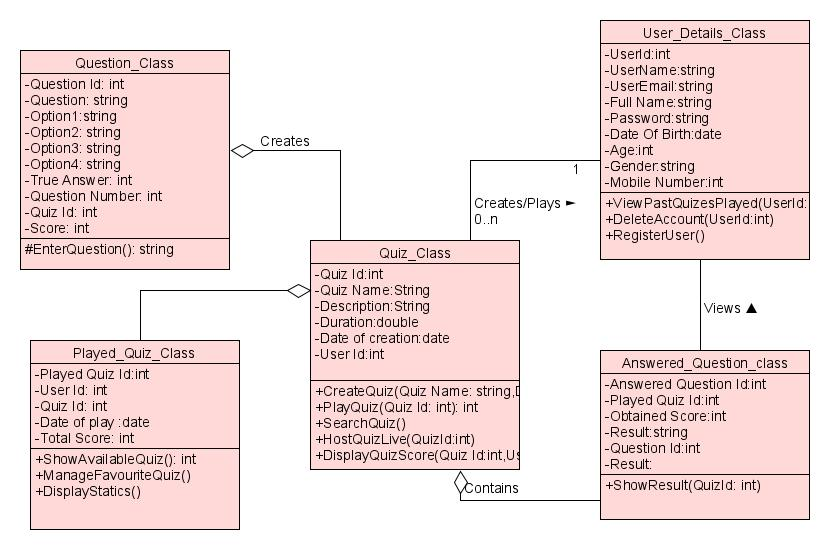 Question_Class
-Question Id: int
-Question: string
-Option1:string
-Option2: string
-Option3: string
-Option4: string
-True Answer: int
-Question Number: int
-Quiz Id: int
-Score: int
#EnterQuestion(): string
Creates
User_Details_Class
-UserId:int
-UserName:string
-UserEmail:string
-Full Name:string
-Password:string
-Date Of Birth:date
-Age:int
-Gender:string
-Mobile Number:int
+ViewPastQuizesPlayed(UserId:
+DeleteAccount(UserId:int)
+RegisterUser()
1
Creates/Plays ►
0..n
Quiz_Class
-Quiz Id:int
-Quiz Name:String
-Description:String
-Duration:double
-Date of creation:date
-User Id:int
+CreateQuiz(Quiz Name: string,
+PlayQuiz(Quiz Id: int): int
+SearchQuiz()
+HostQuizLive(QuizId:int)
+DisplayQuizScore(Quiz Id:int,Us
Views ▲
Played_Quiz_Class
-Played Quiz Id:int
-User Id: int
-Quiz Id: int
-Date of play :date
-Total Score: int
+ShowAvailableQuiz(): int
+ManageFavouriteQuiz()
+DisplayStatics()
Answered_Question_class
-Answered Question Id:int
-Played Quiz Id:int
-Obtained Score:int
-Result:string
-Question Id:int
-Result:
+ShowResult(QuizId: int)
Contains